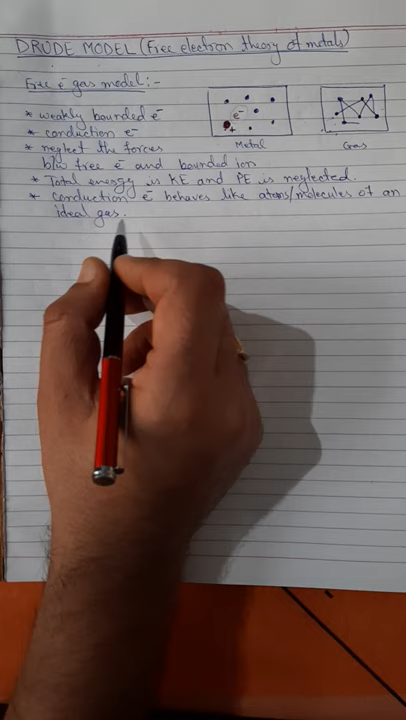 DRUDE MODEL (Free electron theory of metals)
Free e⁻ gas model:-
* weakly bounded e⁻
* conduction e⁻
* neglect the forces
b/w free e⁻ and bounded ion
* Total energy is KE and PE is neglected.
* conduction e⁻ behaves like atoms/molecules of an
ideal gas.
e⁻
+
Metal
Gas